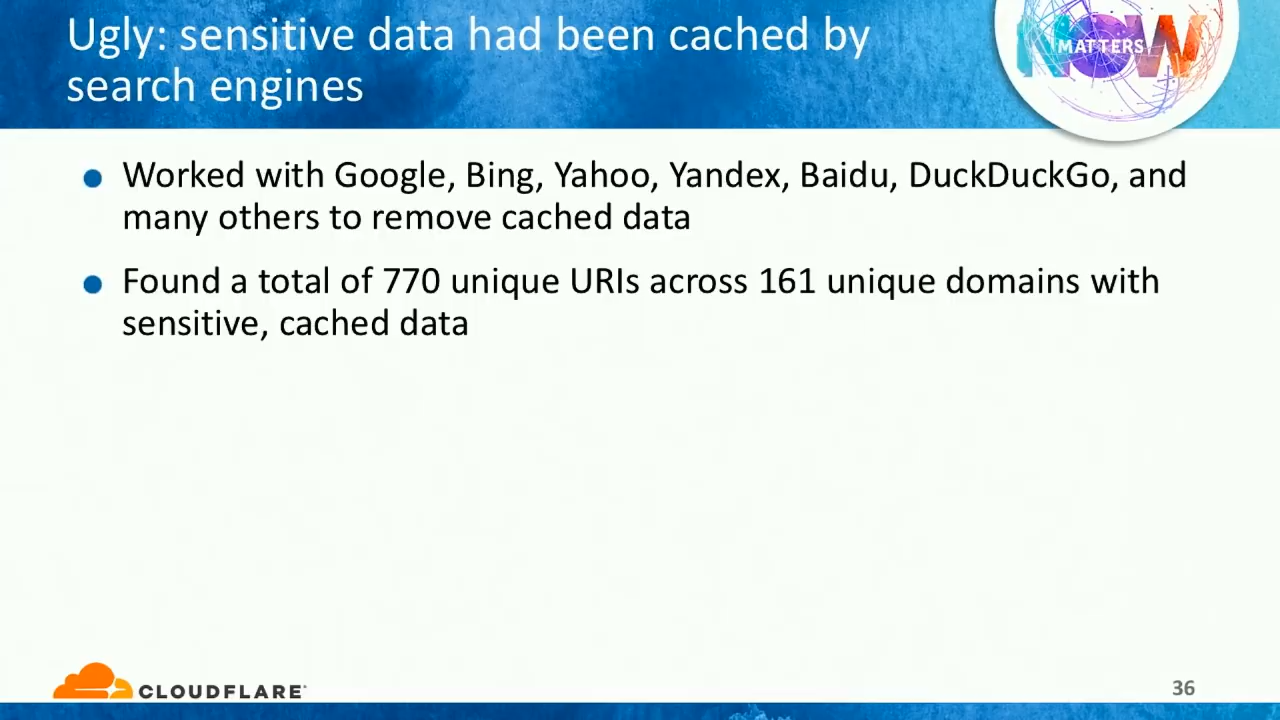 Ugly: sensitive data had been cached by
search engines
NOW
MATTERS
● Worked with Google, Bing, Yahoo, Yandex, Baidu, DuckDuckGo, and
many others to remove cached data
● Found a total of 770 unique URIs across 161 unique domains with
sensitive, cached data
CLOUDFLARE
36